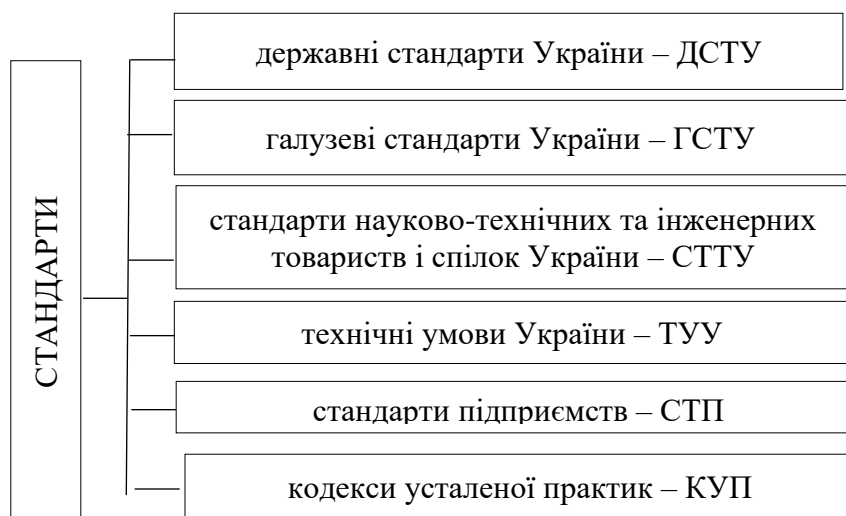 СТАНДАРТИ
державні стандарти України – ДСТУ
галузеві стандарти України – ГСТУ
стандарти науково-технічних та інженерних
товариств і спілок України – СТТУ
технічні умови України – ТУУ
стандарти підприємств – СТП
кодекси усталеної практик – КУП